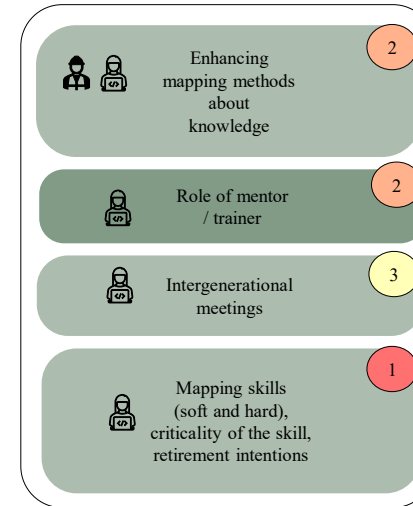 Enhancing
mapping methods
about
knowledge
2
Role of mentor
/ trainer
2
Intergenerational
meetings
3
Mapping skills
(soft and hard),
criticality of the skill,
retirement intentions
1